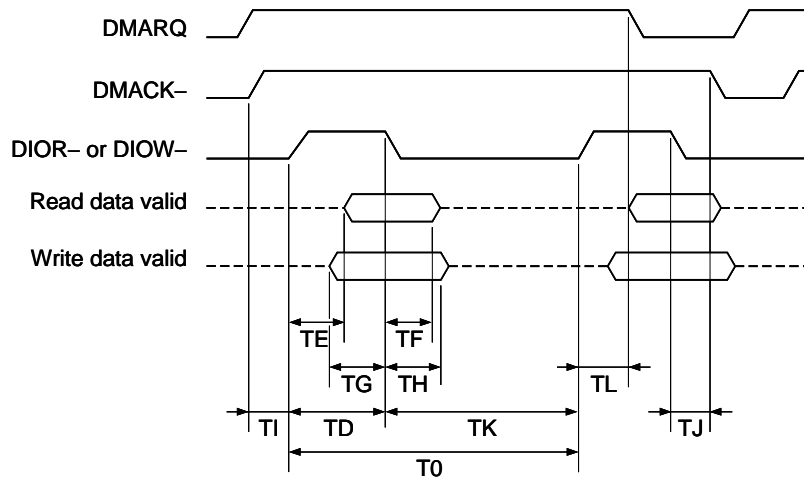 DMARQ
DMACK–
DIOR– or DIOW–
Read data valid
Write data valid
TE TF
TG TH TL
TI TD TK TJ
T0